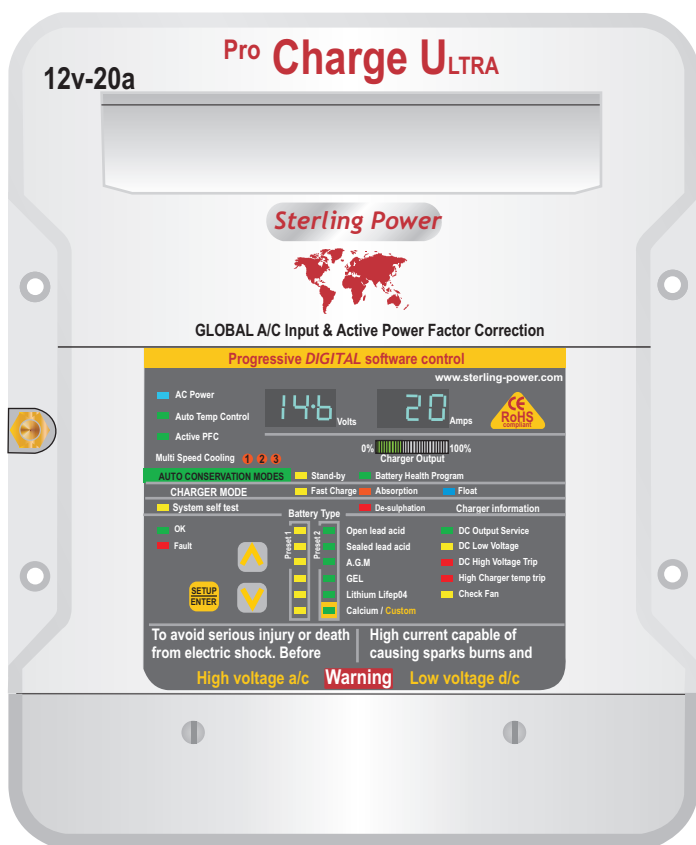 Pro Charge ULTRA
12v-20a
Sterling Power
GLOBAL A/C Input & Active Power Factor Correction
Progressive DIGITAL software control
www.sterling-power.com
AC Power
Auto Temp Control
Active PFC
14.6 Volts
20 Amps
CE
RoHS
compliant
Multi Speed Cooling 1 2 3
0% 100%
Charger Output
AUTO CONSERVATION MODES Stand-by Battery Health Program
CHARGER MODE Fast Charge Absorption Float
System self test
Battery Type
De-sulphation
Charger information
OK
Fault
SETUP
ENTER
Preset 1
Preset 2
Open lead acid
Sealed lead acid
A.G.M
GEL
Lithium Lifep04
Calcium / Custom
DC Output Service
DC Low Voltage
DC High Voltage Trip
High Charger temp trip
Check Fan
To avoid serious injury or death
from electric shock. Before
High current capable of
causing sparks burns and
High voltage a/c Warning Low voltage d/c